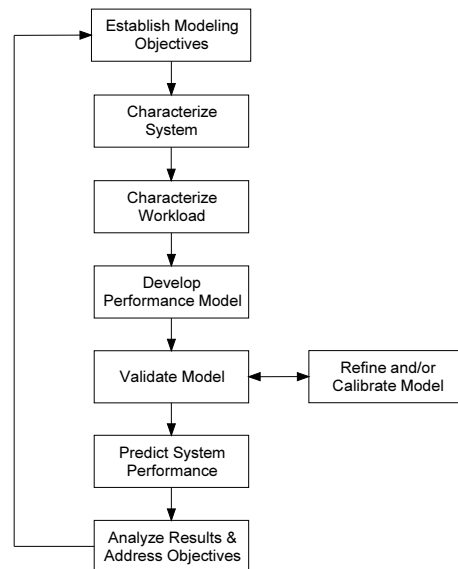 Establish Modeling
Objectives
Characterize
System
Characterize
Workload
Develop
Performance Model
Validate Model
Refine and/or
Calibrate Model
Predict System
Performance
Analyze Results &
Address Objectives